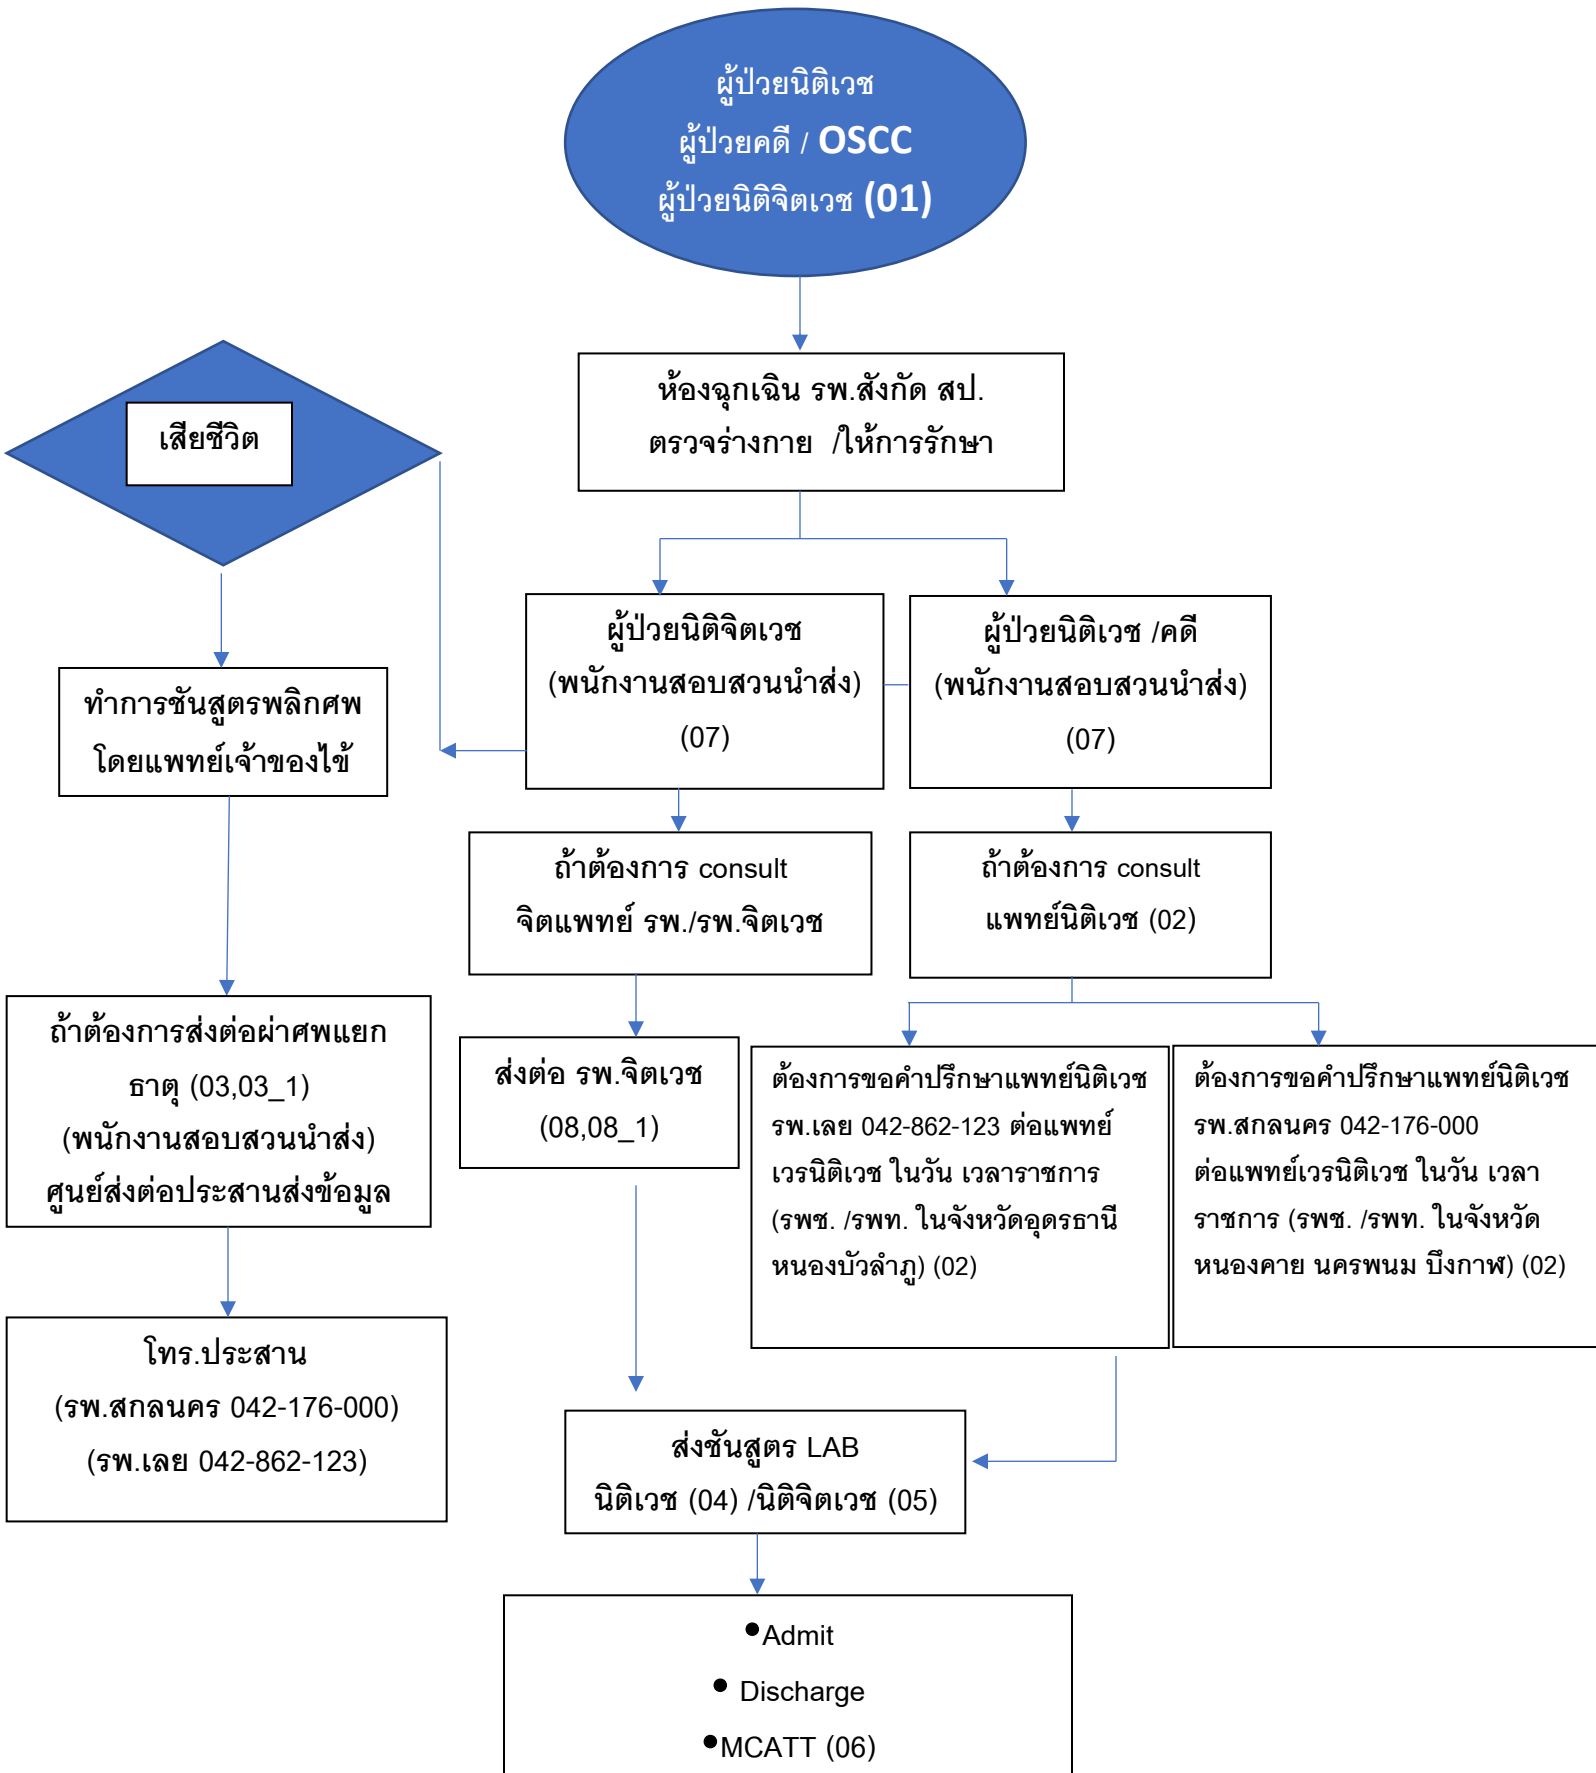 ผู้ป่วยนิติเวช
ผู้ป่วยคดี / OSCC
ผู้ป่วยนิติจิตเวช (01)
ห้องฉุกเฉิน รพ.สังกัด สป.
ตรวจร่างกาย /ให้การรักษา
เสียชีวิต
ผู้ป่วยนิติจิตเวช
(พนักงานสอบสวนนำส่ง)
(07)
ผู้ป่วยนิติเวช /คดี
(พนักงานสอบสวนนำส่ง)
(07)
ทำการชันสูตรพลิกศพ
โดยแพทย์เจ้าของไข้
ถ้าต้องการ consult
จิตแพทย์ รพ./รพ.จิตเวช
ถ้าต้องการ consult
แพทย์นิติเวช (02)
ถ้าต้องการส่งต่อผ่าศพแยก
ธาตุ (03,03_1)
(พนักงานสอบสวนนำส่ง)
ศูนย์ส่งต่อประสานส่งข้อมูล
ส่งต่อ รพ.จิตเวช
(08,08_1)
ต้องการขอคำปรึกษาแพทย์นิติเวช
รพ.เลย 042-862-123 ต่อแพทย์
เวรนิติเวช ในวัน เวลาราชการ
(รพช. /รพท. ในจังหวัดอุดรธานี
หนองบัวลำภู) (02)
ต้องการขอคำปรึกษาแพทย์นิติเวช
รพ.สกลนคร 042-176-000
ต่อแพทย์เวรนิติเวช ในวัน เวลา
ราชการ (รพช. /รพท. ในจังหวัด
หนองคาย นครพนม บึงกาฬ) (02)
โทร.ประสาน
(รพ.สกลนคร 042-176-000)
(รพ.เลย 042-862-123)
ส่งชันสูตร LAB
นิติเวช (04) /นิติจิตเวช (05)
●Admit
● Discharge
●MCATT (06)